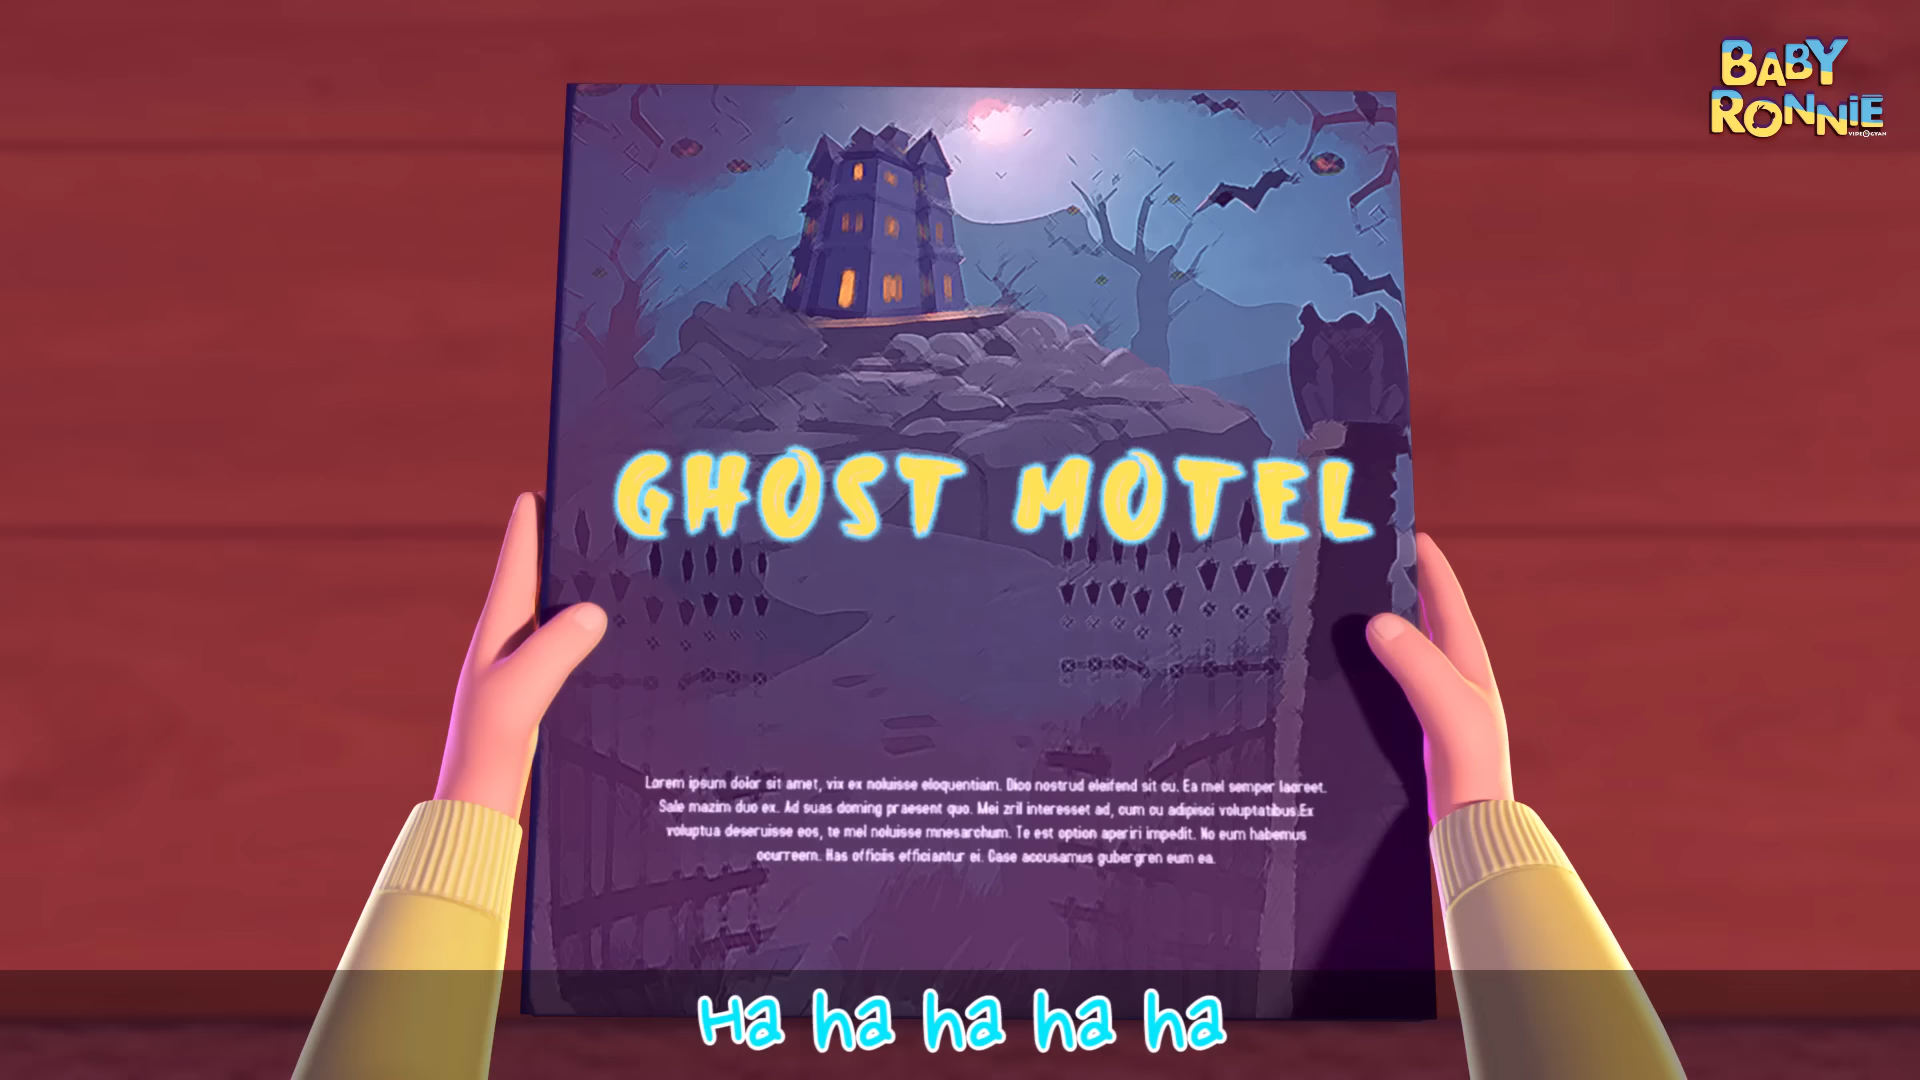 BABY
RONNIE
VIDEOGYAN
GHOST MOTEL
Lorem ipsum dolor sit amet, vix ex noluisse eloquentiam. Dico nostrud eleifend sit cu. Ea mel semper laoreet.
Sale mazim duo ex. Ad suas doming praesent quo. Mei zril interesset ad, cum cu adipisci voluptatibus.Ex
voluptua deseruisse eos, te mel noluisse mnesarchum. Te est option aperiri impedit. No eum habemus
ocurreem. Has officiis efficiantur ei. Case accusamus gubergren eum ea.
Ha ha ha ha ha